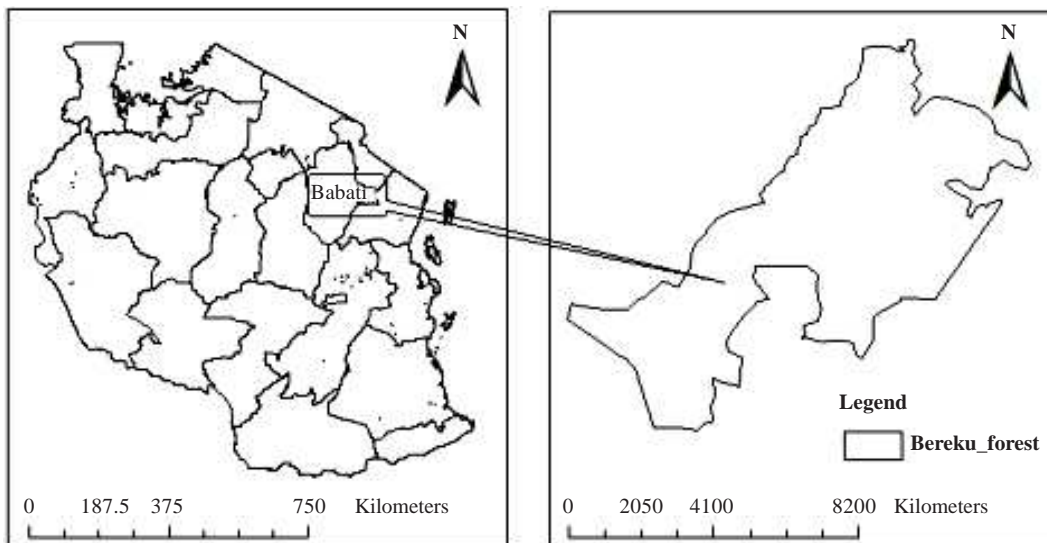 N
Babati
0 187.5 375 750 Kilometers
N
Legend
Bereku_forest
0 2050 4100 8200 Kilometers